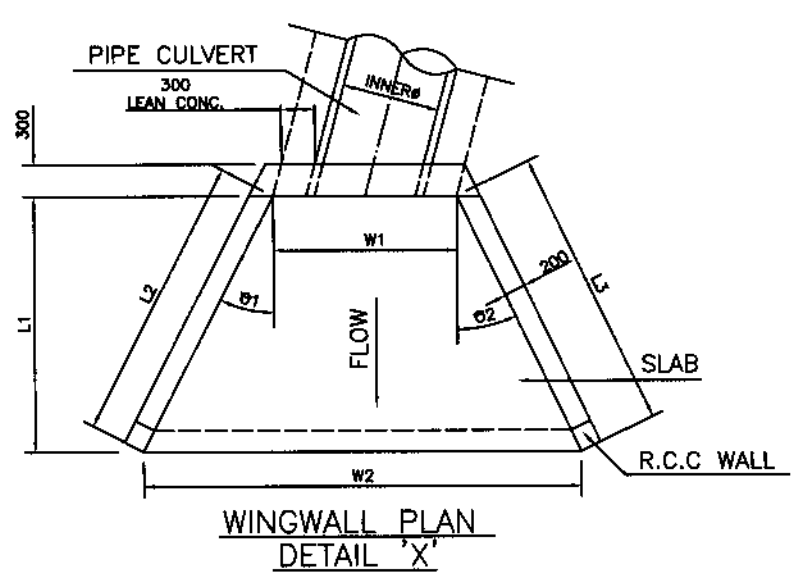 PIPE CULVERT
300
LEAN CONC.
INNERø
300
W1
L2
L1
Θ1
FLOW
Θ2
200
L3
SLAB
R.C.C WALL
W2
WINGWALL PLAN
DETAIL 'X'